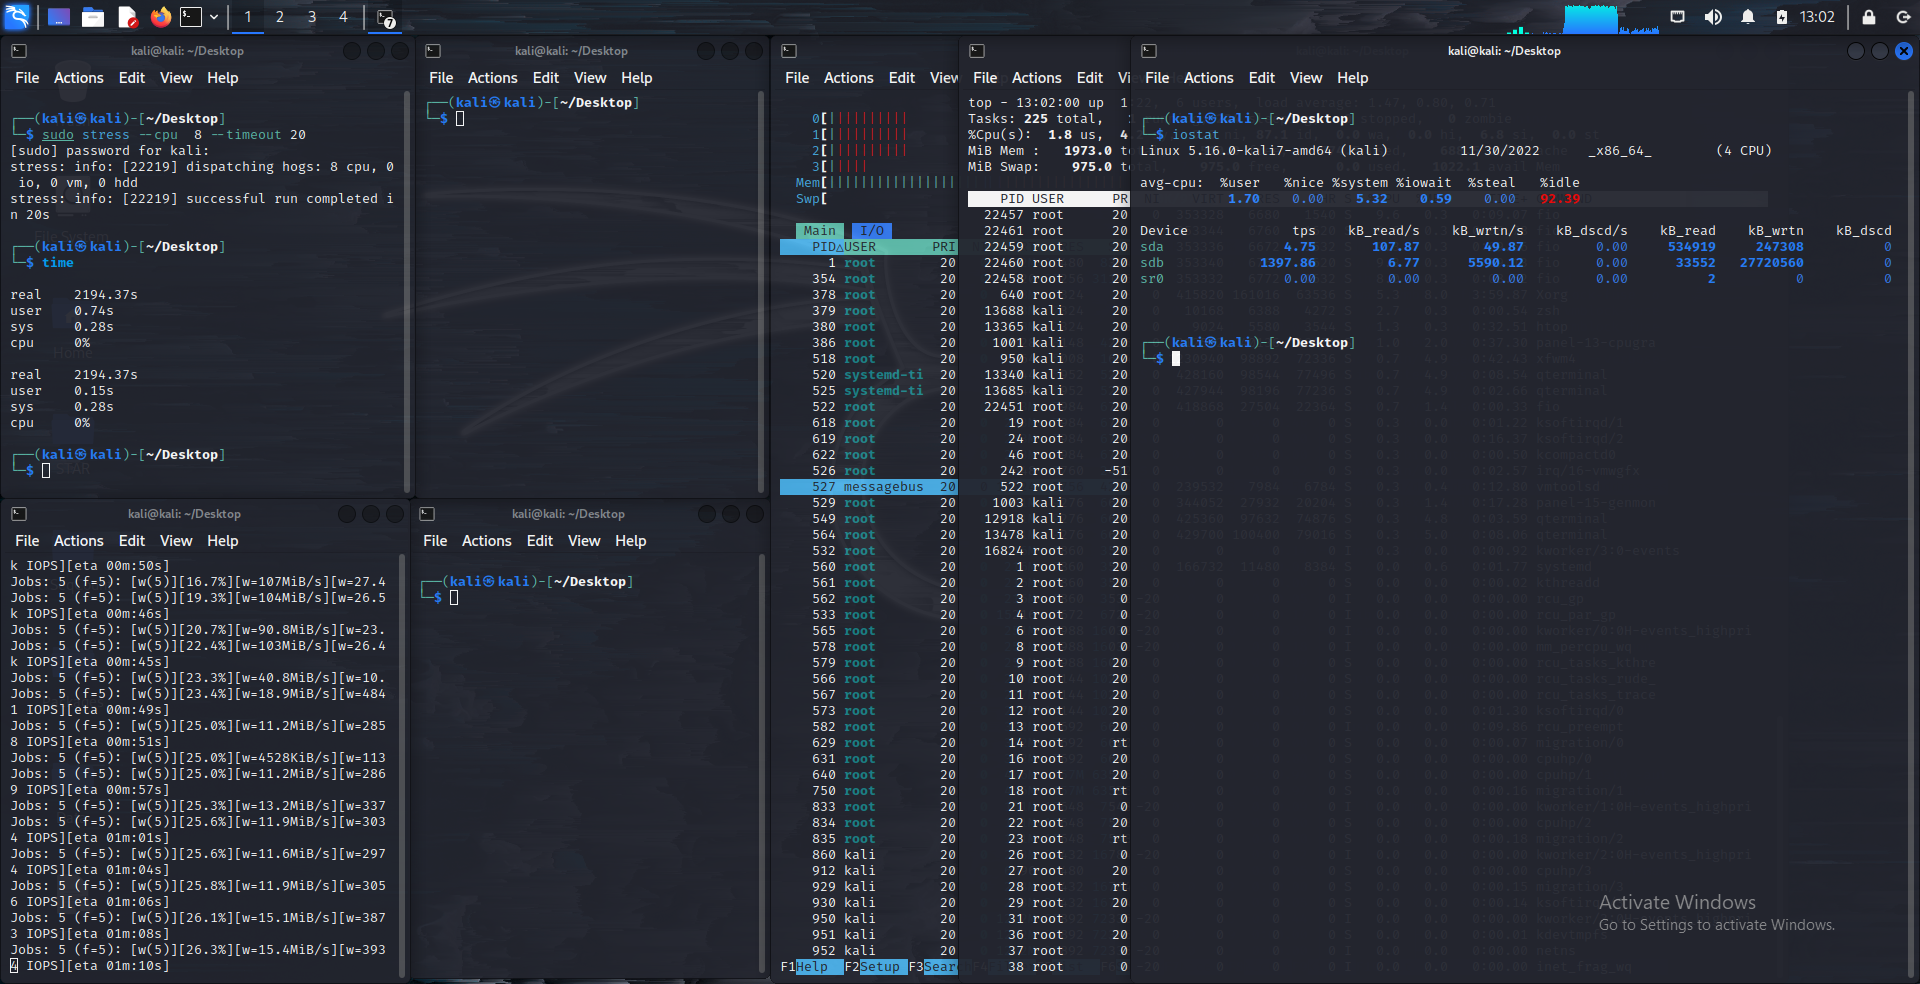 1 2 3 4 7 13:02
kali@kali: ~/Desktop
File Actions Edit View Help
┌──(kali㉿kali)-[~/Desktop]
└─$ sudo stress --cpu  8 --timeout 20
[sudo] password for kali:
stress: info: [22219] dispatching hogs: 8 cpu, 0
 io, 0 vm, 0 hdd
stress: info: [22219] successful run completed i
n 20s
┌──(kali㉿kali)-[~/Desktop]
└─$ time
real    2194.37s
user    0.74s
sys     0.28s
cpu     0%
real    2194.37s
user    0.15s
sys     0.28s
cpu     0%
┌──(kali㉿kali)-[~/Desktop]
└─$
kali@kali: ~/Desktop
File Actions Edit View Help
┌──(kali㉿kali)-[~/Desktop]
└─$
kali@kali: ~/Desktop
File Actions Edit View Help
k IOPS][eta 00m:50s]
Jobs: 5 (f=5): [w(5)][16.7%][w=107MiB/s][w=27.4
Jobs: 5 (f=5): [w(5)][19.3%][w=104MiB/s][w=26.5
k IOPS][eta 00m:46s]
Jobs: 5 (f=5): [w(5)][20.7%][w=90.8MiB/s][w=23.
Jobs: 5 (f=5): [w(5)][22.4%][w=103MiB/s][w=26.4
k IOPS][eta 00m:45s]
Jobs: 5 (f=5): [w(5)][23.3%][w=40.8MiB/s][w=10.
Jobs: 5 (f=5): [w(5)][23.4%][w=18.9MiB/s][w=484
1 IOPS][eta 00m:49s]
Jobs: 5 (f=5): [w(5)][25.0%][w=11.2MiB/s][w=285
8 IOPS][eta 00m:51s]
Jobs: 5 (f=5): [w(5)][25.0%][w=4528KiB/s][w=113
Jobs: 5 (f=5): [w(5)][25.0%][w=11.2MiB/s][w=286
9 IOPS][eta 00m:57s]
Jobs: 5 (f=5): [w(5)][25.3%][w=13.2MiB/s][w=337
Jobs: 5 (f=5): [w(5)][25.6%][w=11.9MiB/s][w=303
4 IOPS][eta 01m:01s]
Jobs: 5 (f=5): [w(5)][25.6%][w=11.6MiB/s][w=297
4 IOPS][eta 01m:04s]
Jobs: 5 (f=5): [w(5)][25.8%][w=11.9MiB/s][w=305
6 IOPS][eta 01m:06s]
Jobs: 5 (f=5): [w(5)][26.1%][w=15.1MiB/s][w=387
3 IOPS][eta 01m:08s]
Jobs: 5 (f=5): [w(5)][26.3%][w=15.4MiB/s][w=393
4 IOPS][eta 01m:10s]
kali@kali: ~/Desktop
File Actions Edit View Help
┌──(kali㉿kali)-[~/Desktop]
└─$
File Actions Edit View
0[||||||||||
1[||||||||||
2[||||||||||
3[|||||
Mem[||||||||||||||||
Swp[
Main I/O
PID△USER PRI
1 root 20
354 root 20
378 root 20
379 root 20
380 root 20
386 root 20
518 root 20
520 systemd-ti 20
525 systemd-ti 20
522 root 20
618 root 20
619 root 20
622 root 20
526 root 20
527 messagebus 20
529 root 20
549 root 20
564 root 20
532 root 20
560 root 20
561 root 20
562 root 20
533 root 20
565 root 20
578 root 20
579 root 20
566 root 20
567 root 20
573 root 20
582 root 20
629 root 20
631 root 20
640 root 20
750 root 20
833 root 20
834 root 20
835 root 20
860 kali 20
912 kali 20
929 kali 20
930 kali 20
950 kali 20
951 kali 20
952 kali 20
F1Help F2Setup F3Sear
File Actions Edit Vi
top - 13:02:00 up  1
Tasks: 225 total,
%Cpu(s):  1.8 us,  4
MiB Mem :   1973.0 t
MiB Swap:    975.0 t
PID USER PR
22457 root 20
22461 root 20
22459 root 20
22460 root 20
22458 root 20
640 root 20
13688 kali 20
13365 kali 20
1001 kali 20
950 kali 20
13340 kali 20
13685 kali 20
22451 root 20
19 root 20
24 root 20
46 root 20
242 root -51
522 root 20
1003 kali 20
12918 kali 20
13478 kali 20
16824 root 20
1 root 20
2 root 20
3 root 0
4 root 0
6 root 0
8 root 0
9 root 20
10 root 20
11 root 20
12 root 20
13 root 20
14 root rt
16 root 20
17 root 20
18 root rt
21 root 0
22 root 20
23 root rt
26 root 0
27 root 20
28 root rt
29 root 20
31 root 0
36 root 20
37 root 0
38 root 0
kali@kali: ~/Desktop
File Actions Edit View Help
┌──(kali㉿kali)-[~/Desktop]
└─$ iostat
Linux 5.16.0-kali7-amd64 (kali)         11/30/2022      _x86_64_        (4 CPU)
avg-cpu:  %user   %nice %system %iowait  %steal   %idle
           1.70    0.00    5.32    0.59    0.00   92.39
Device             tps    kB_read/s    kB_wrtn/s    kB_dscd/s    kB_read    kB_wrtn    kB_dscd
sda               4.75       107.87        49.87         0.00     534919     247308          0
sdb            1397.86         6.77      5590.12         0.00      33552   27720560          0
sr0               0.00         0.00         0.00         0.00          2          0          0
┌──(kali㉿kali)-[~/Desktop]
└─$
Activate Windows
Go to Settings to activate Windows.